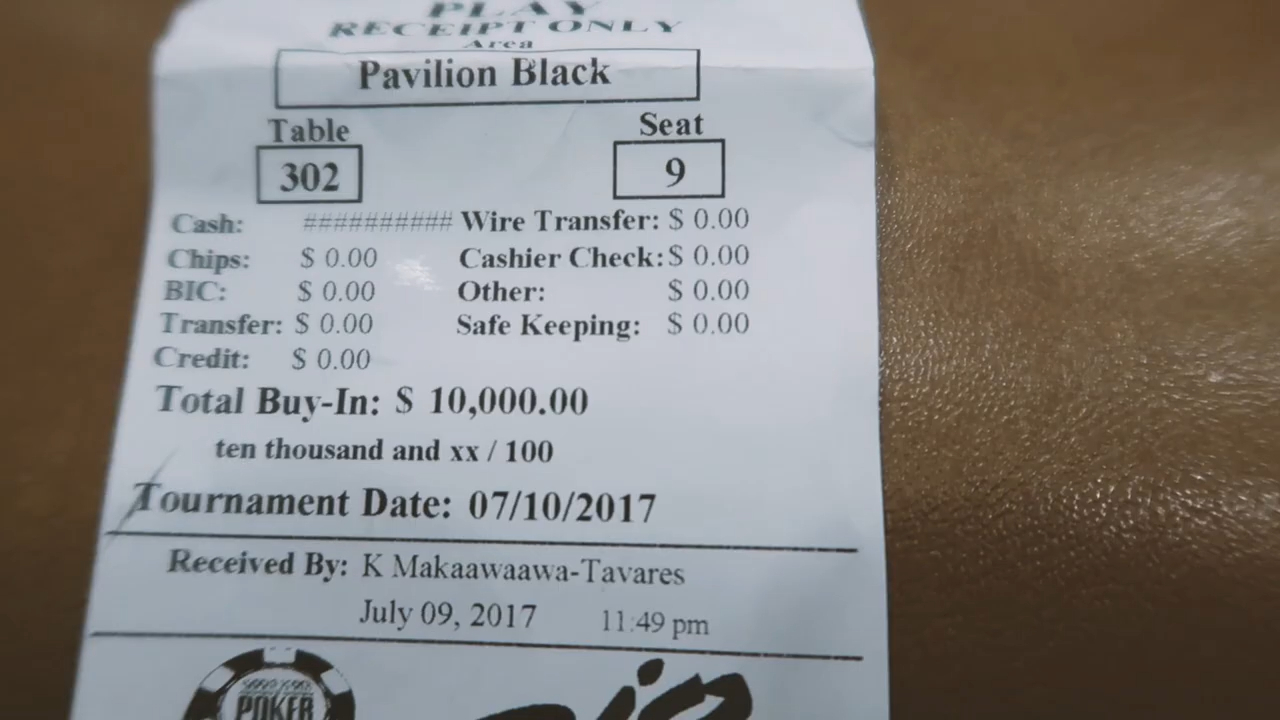 PLAY
RECEIPT ONLY
Area
Pavilion Black
Table Seat
302 9
Cash: ########## Wire Transfer: $ 0.00
Chips: $ 0.00 Cashier Check: $ 0.00
BIC: $ 0.00 Other: $ 0.00
Transfer: $ 0.00 Safe Keeping: $ 0.00
Credit: $ 0.00
Total Buy-In: $ 10,000.00
ten thousand and xx / 100
Tournament Date: 07/10/2017
Received By: K Makaawaawa-Tavares
July 09, 2017 11:49 pm
POKER